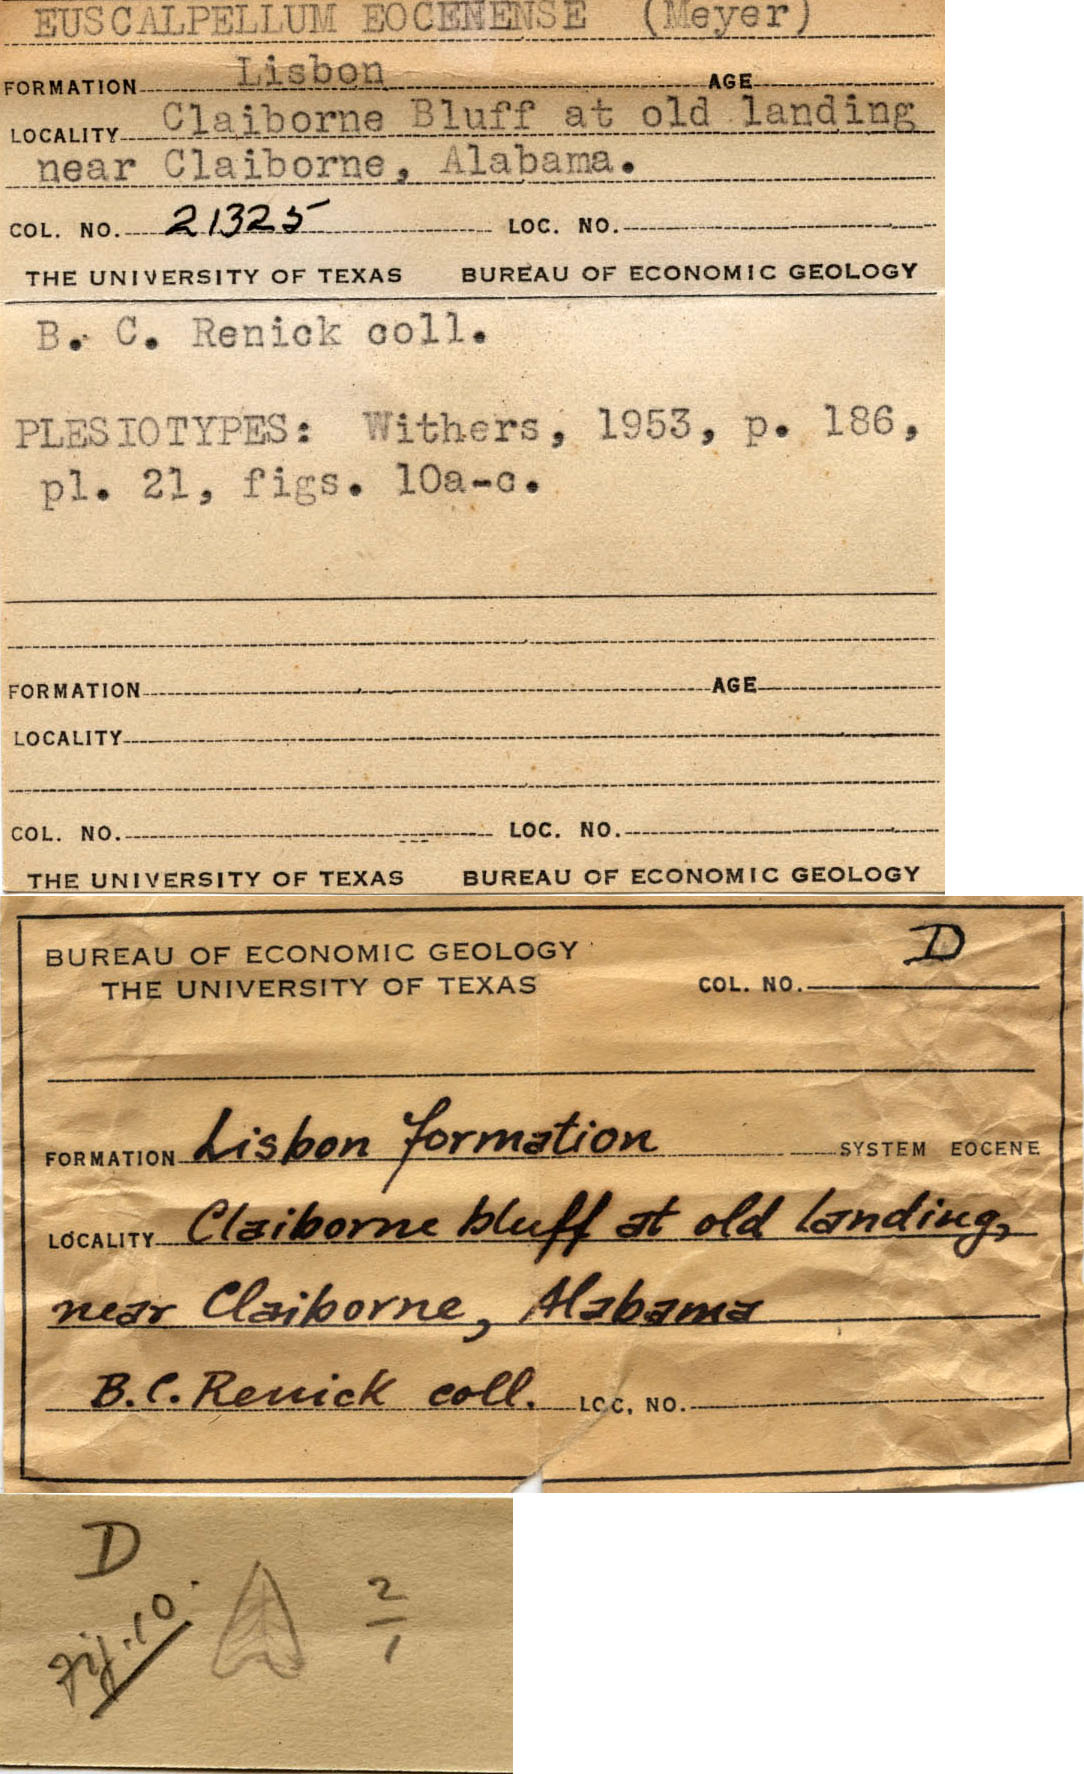 EUSCALPELLUM EOCENENSE (Meyer)
FORMATION Lisbon AGE
LOCALITY Claiborne Bluff at old landing
near Claiborne, Alabama.
COL. NO. 21325 LOC. NO.
THE UNIVERSITY OF TEXAS BUREAU OF ECONOMIC GEOLOGY
B. C. Renick coll.
PLESIOTYPES: Withers, 1953, p. 186,
pl. 21, figs. 10a-c.
FORMATION AGE
LOCALITY
COL. NO. LOC. NO.
THE UNIVERSITY OF TEXAS BUREAU OF ECONOMIC GEOLOGY
BUREAU OF ECONOMIC GEOLOGY
THE UNIVERSITY OF TEXAS COL. NO. D
FORMATION Lisbon formation SYSTEM EOCENE
LOCALITY Claiborne bluff at old landing,
near Claiborne, Alabama
B.C. Renick coll. LOC. NO.
D
fig. 10
2
1